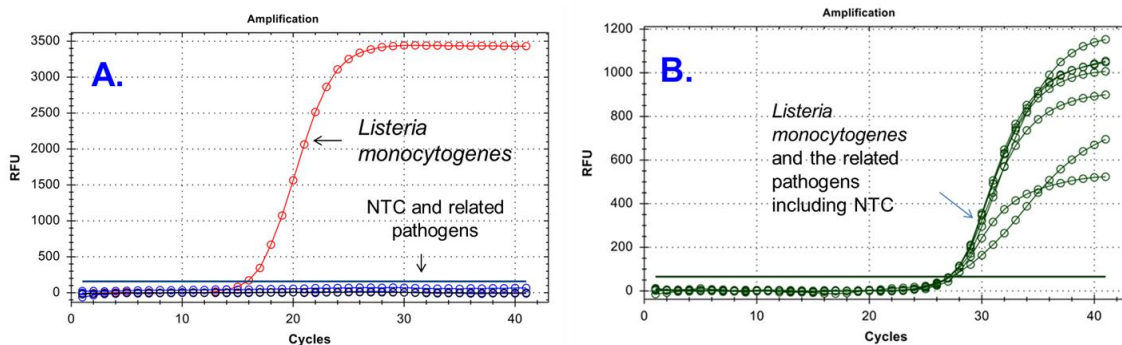 Amplification
3500
3000
2500
2000
1500
1000
500
0
RFU
A.
Listeria
monocytogenes
NTC and related
pathogens
0
10
20
30
40
Cycles
Amplification
1200
1000
800
600
400
200
0
RFU
B.
Listeria
monocytogenes
and the related
pathogens
including NTC
0
10
20
30
40
Cycles